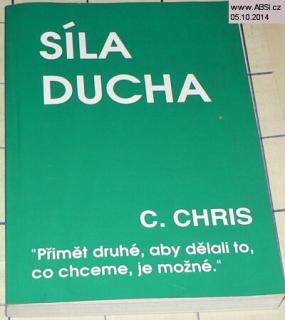 www.ABSI.cz
05.10.2014
SÍLA
DUCHA
C. CHRIS
"Přimět druhé, aby dělali to,
co chceme, je možné."